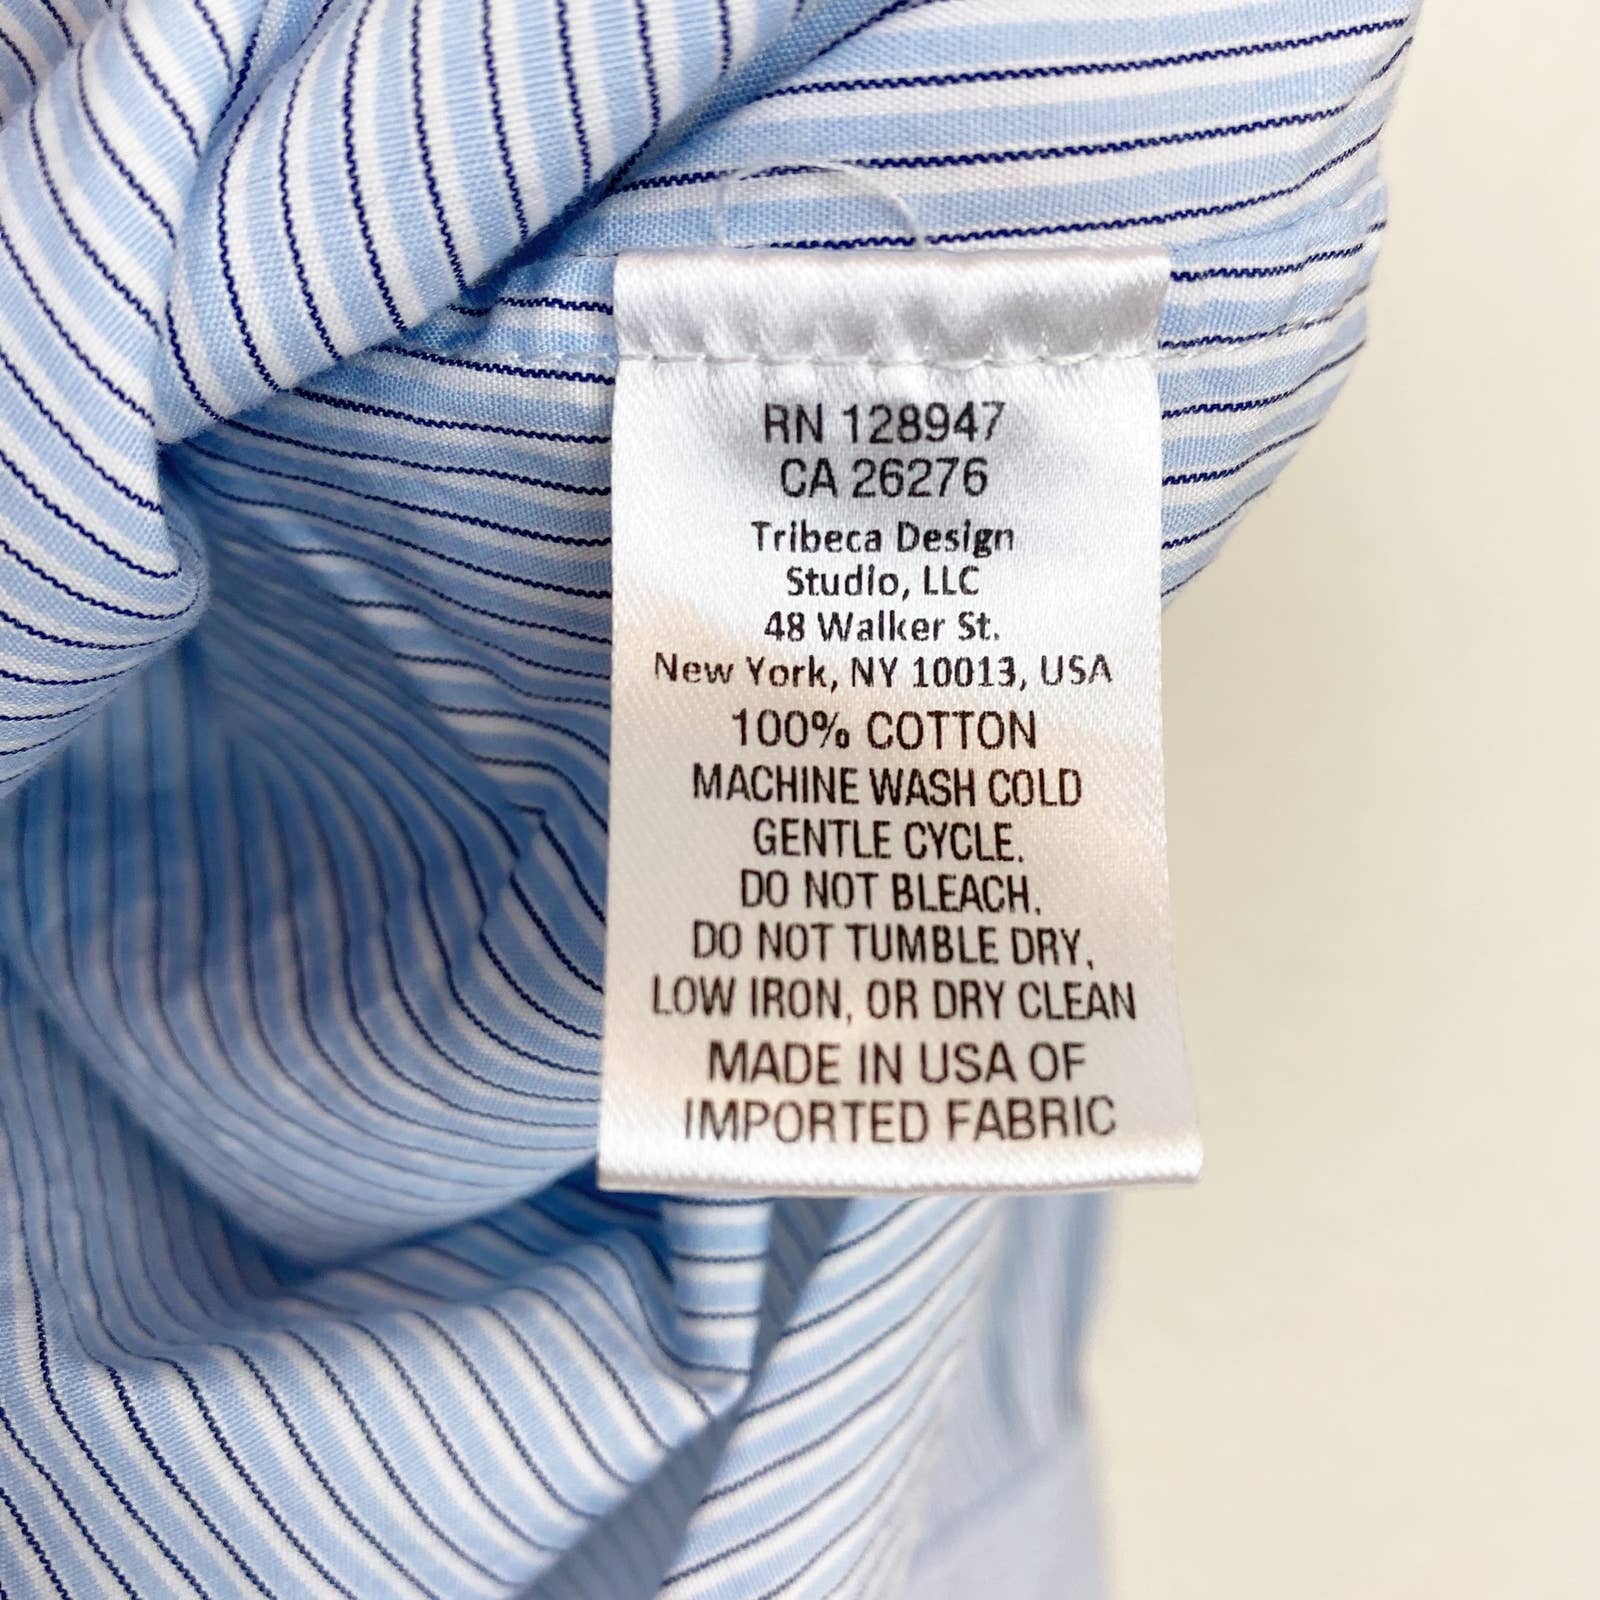 RN 128947
CA 26276
Tribeca Design
Studio, LLC
48 Walker St.
New York, NY 10013, USA
100% COTTON
MACHINE WASH COLD
GENTLE CYCLE.
DO NOT BLEACH.
DO NOT TUMBLE DRY.
LOW IRON, OR DRY CLEAN
MADE IN USA OF
IMPORTED FABRIC